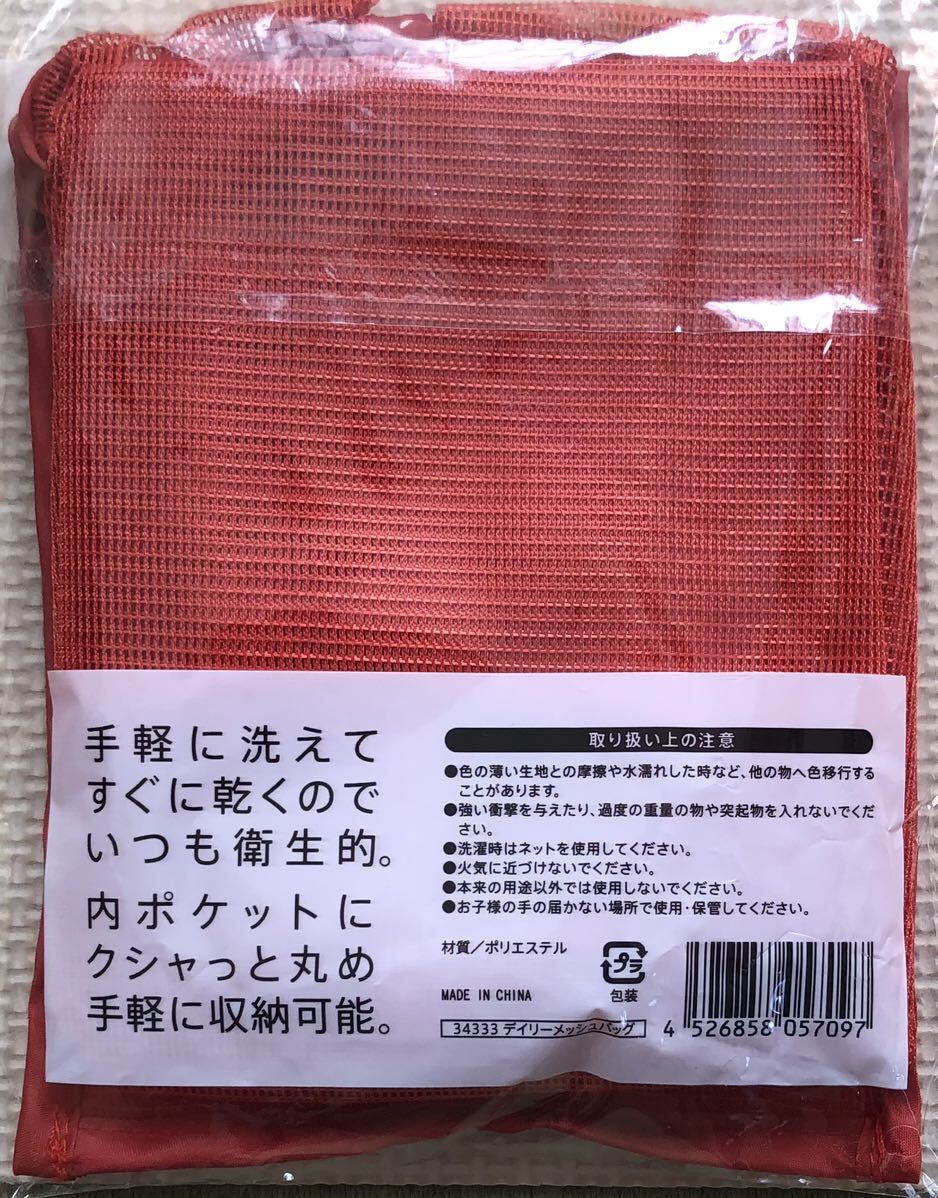 手軽に洗えて
すぐに乾くので
いつも衛生的。
内ポケットに
クシャっと丸め
手軽に収納可能。
取り扱い上の注意
●色の薄い生地との摩擦や水濡れした時など、他の物へ色移行する
ことがあります。
●強い衝撃を与えたり、過度の重量の物や突起物を入れないでくだ
さい。
●洗濯時はネットを使用してください。
●火気に近づけないでください。
●本来の用途以外では使用しないでください。
●お子様の手の届かない場所で使用・保管してください。
材質／ポリエステル
MADE IN CHINA
34333 デイリーメッシュバッグ
プラ
包装
4 526858 057097